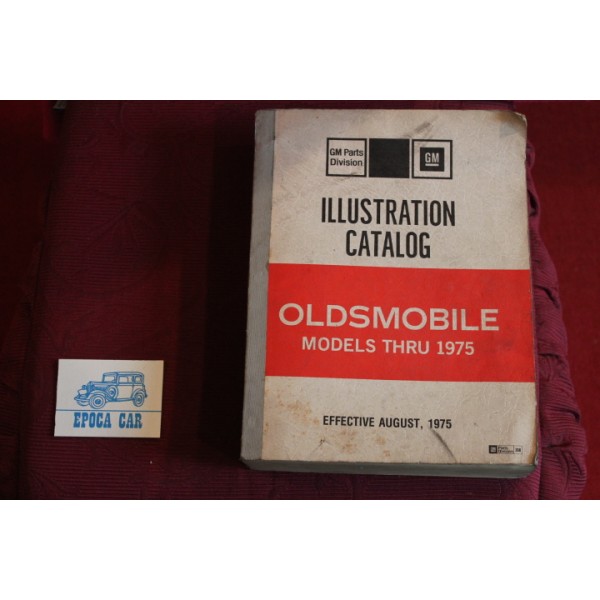 GM Parts
Division
GM
ILLUSTRATION
CATALOG
OLDSMOBILE
MODELS THRU 1975
EFFECTIVE AUGUST, 1975
EPOCA CAR